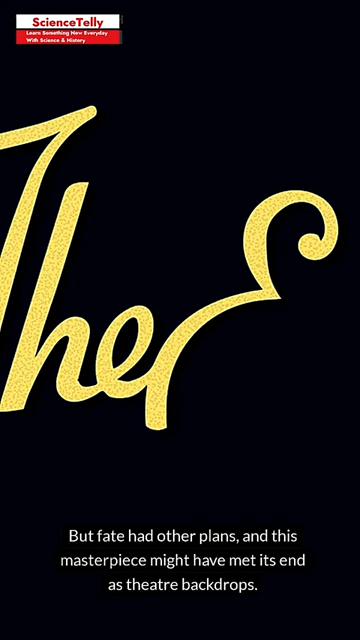 ScienceTelly
Learn Something New Everyday
With Science & History
The E
But fate had other plans, and this
masterpiece might have met its end
as theatre backdrops.